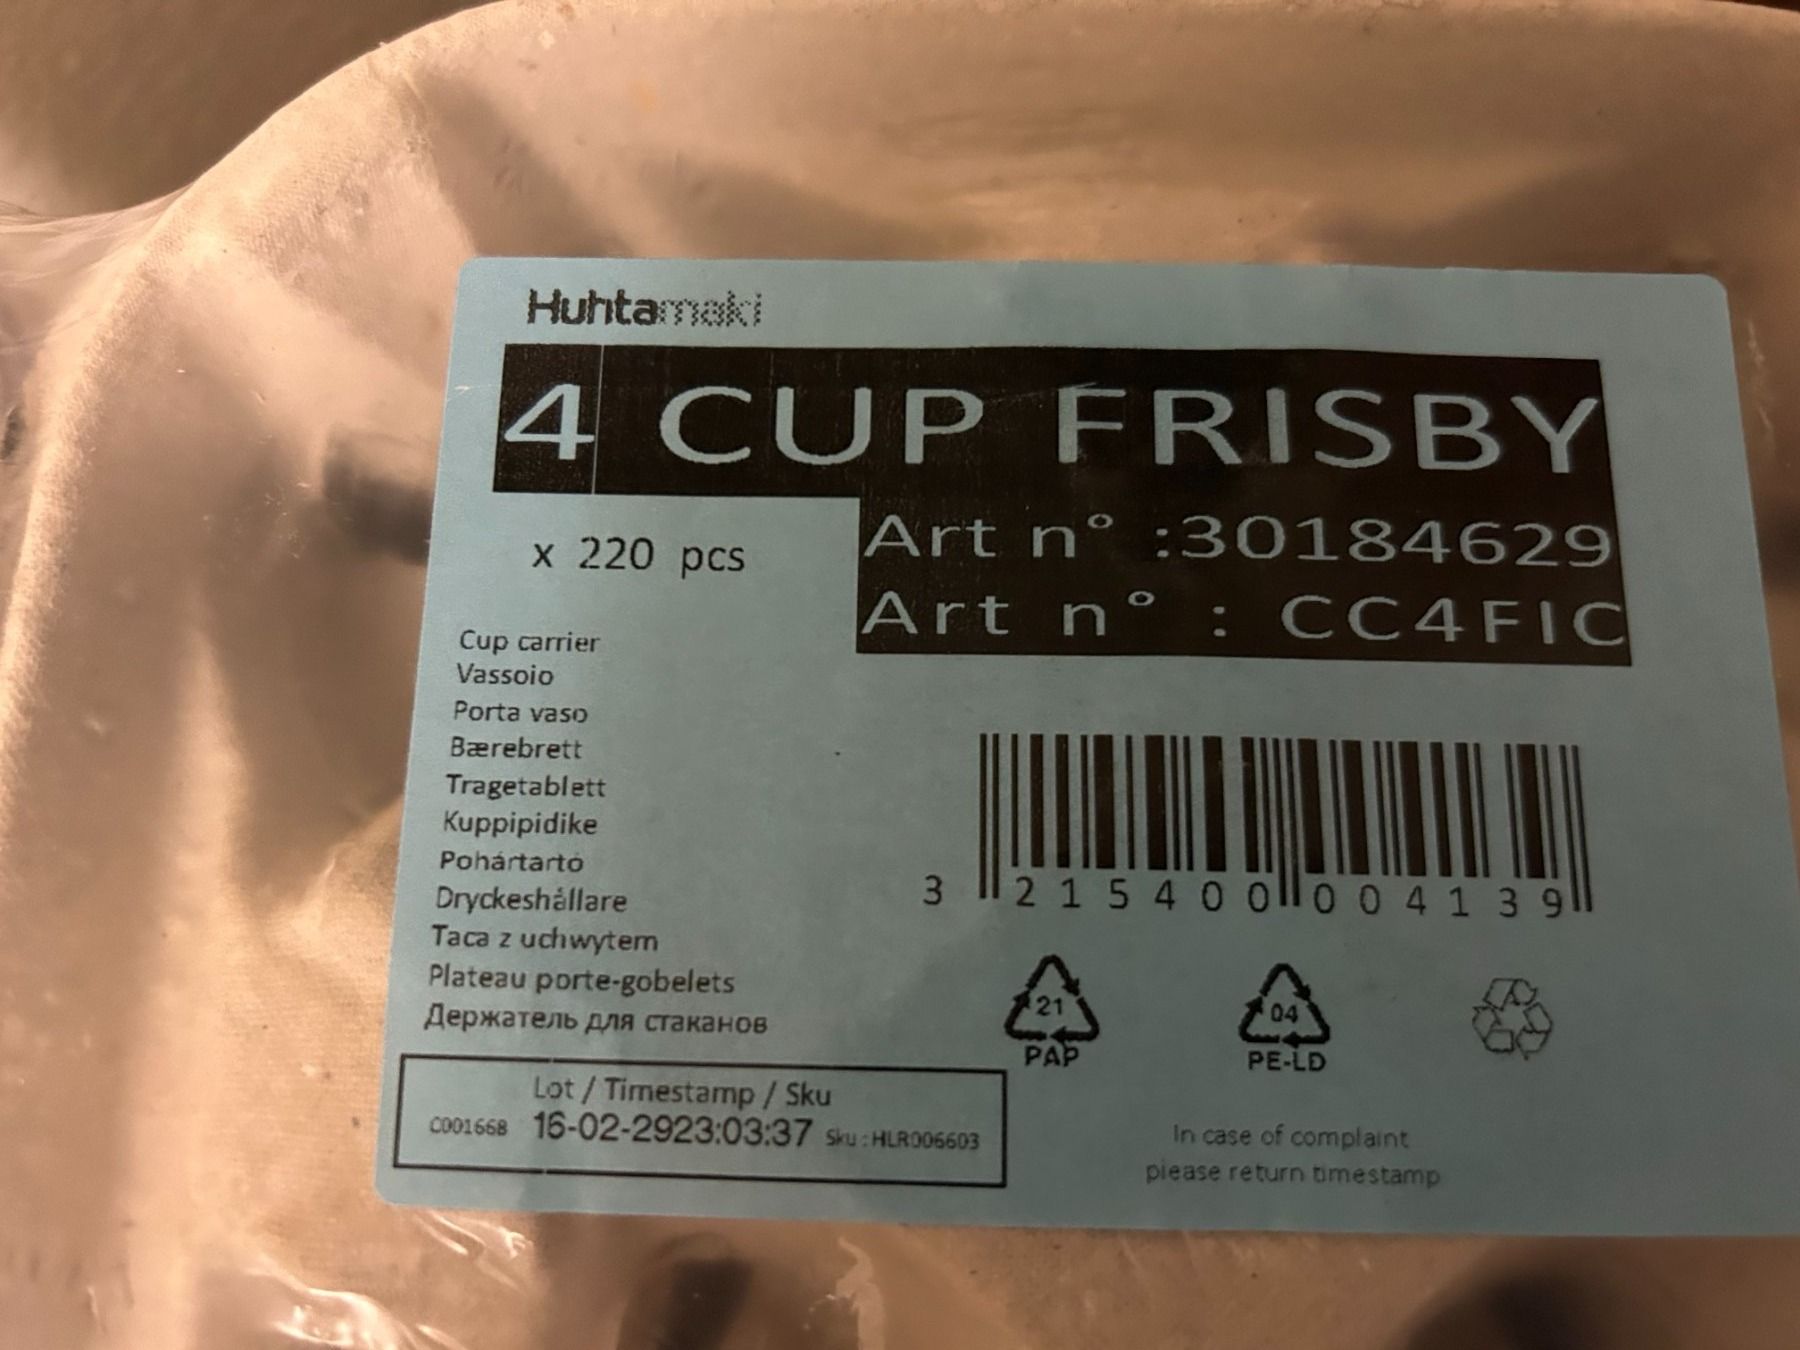 Huhtamaki
4 CUP FRISBY
x 220 pcs
Art n° :30184629
Art n° : CC4FIC
Cup carrier
Vassoio
Porta vaso
Bærebrett
Tragetablett
Kuppipidike
Pohártartó
Dryckeshållare
Taca z uchwytem
Plateau porte-gobelets
Держатель для стаканов
3 215400 004139
21
PAP
04
PE-LD
Lot / Timestamp / Sku
C001668 16-02-2923:03:37 Sku : HLR006603
In case of complaint
please return timestamp